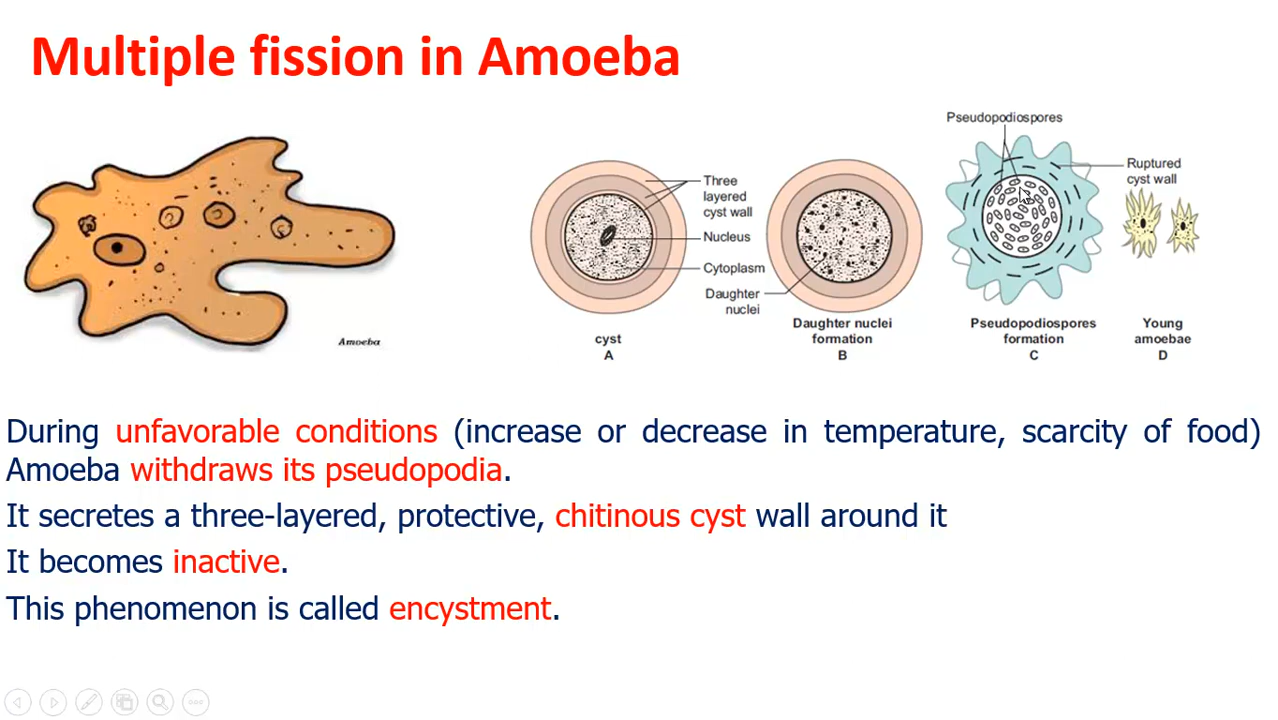 Multiple fission in Amoeba
Amoeba
Three
layered
cyst wall
Nucleus
Cytoplasm
Daughter
nuclei
cyst
A
Daughter nuclei
formation
B
Pseudopodiospores
Ruptured
cyst wall
Pseudopodiospores
formation
C
Young
amoebae
D
During unfavorable conditions (increase or decrease in temperature, scarcity of food)
Amoeba withdraws its pseudopodia.
It secretes a three-layered, protective, chitinous cyst wall around it
It becomes inactive.
This phenomenon is called encystment.